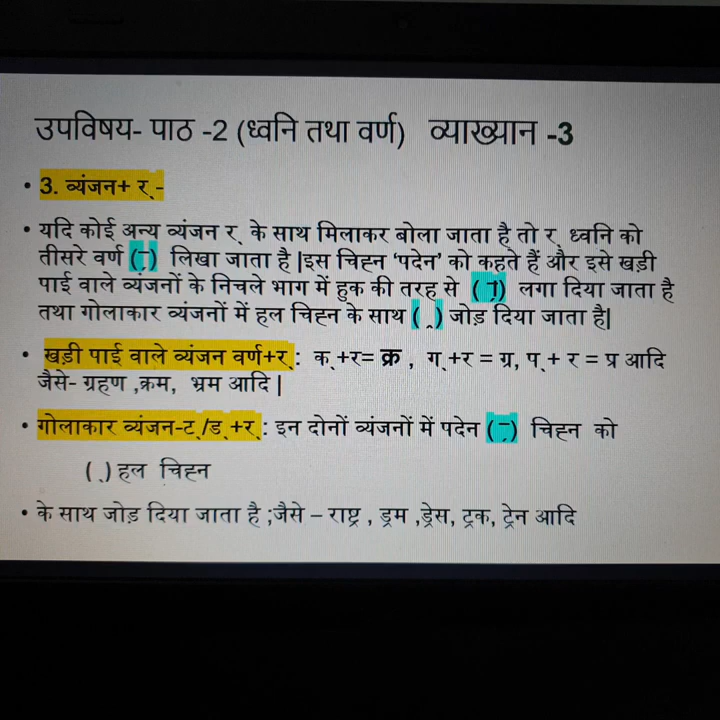 उपविषय- पाठ -2 (ध्वनि तथा वर्ण) व्याख्यान -3
• 3. व्यंजन+ र् -
• यदि कोई अन्य व्यंजन र् के साथ मिलाकर बोला जाता है तो र् ध्वनि को
तीसरे वर्ण ( ) लिखा जाता है |इस चिह्न ‘पदेन’ को कहते हैं और इसे खड़ी
पाई वाले व्यंजनों के निचले भाग में हुक की तरह से ( ) लगा दिया जाता है
तथा गोलाकार व्यंजनों में हल चिह्न के साथ ( ् ) जोड़ दिया जाता है|
• खड़ी पाई वाले व्यंजन वर्ण+र् : क् +र= क्र , ग् +र = ग्र, प् + र = प्र आदि
जैसे- ग्रहण ,क्रम, भ्रम आदि |
• गोलाकार व्यंजन-ट् /ड् +र् : इन दोनों व्यंजनों में पदेन ( ) चिह्न को
( ्) हल चिह्न
• के साथ जोड़ दिया जाता है ;जैसे – राष्ट्र , ड्रम ,ड्रेस, ट्रक, ट्रेन आदि